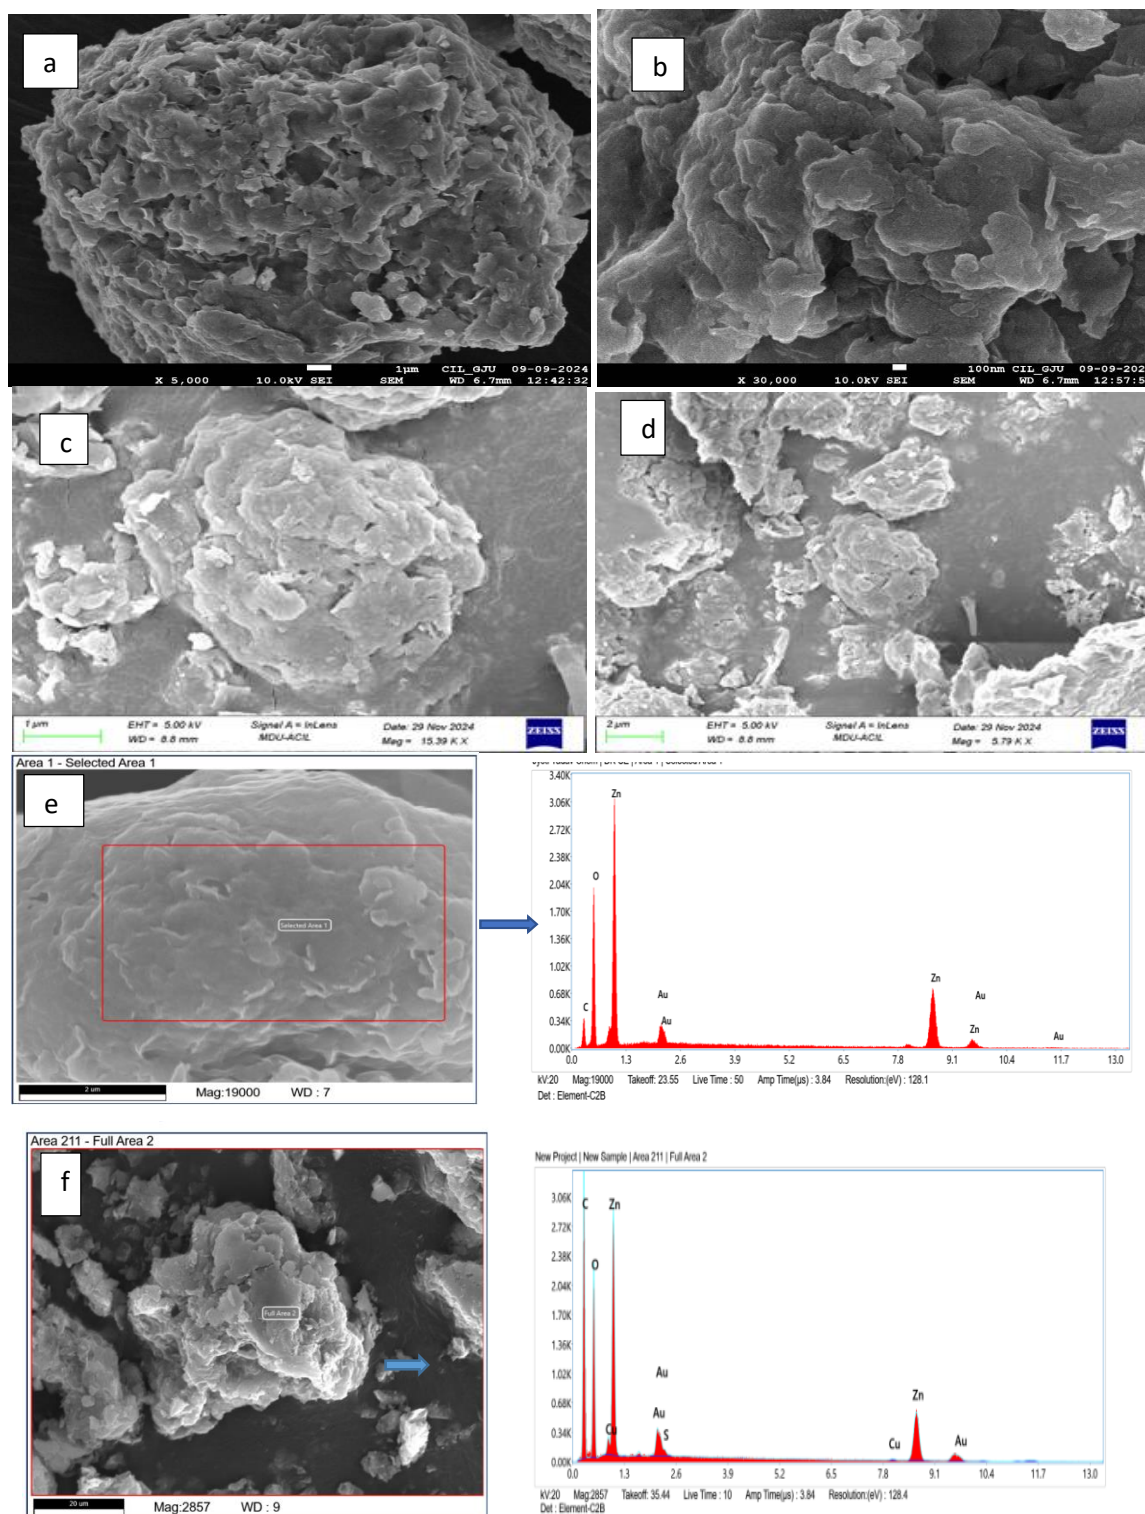 a
b
1μm CIL_GJU 09-09-2024
X 5,000 10.0kV SEI SEM WD 6.7mm 12:42:32
100nm CIL_GJU 09-09-202
X 30,000 10.0kV SEI SEM WD 6.7mm 12:57:5
c
d
1 μm EHT = 5.00 kV Signal A = InLens Date: 29 Nov 2024 ZEISS
WD = 8.8 mm MDU-ACIL Mag = 15.39 K X
2 μm EHT = 5.00 kV Signal A = InLens Date: 29 Nov 2024 ZEISS
WD = 8.8 mm MDU-ACIL Mag = 5.79 K X
Area 1 - Selected Area 1
e
Selected Area 1
2 um Mag:19000 WD : 7
Area 1 | Selected Area 1
3.40K
3.06K
2.72K
2.38K
2.04K
1.70K
1.36K
1.02K
0.68K
0.34K
0.00K
C
O
Zn
Au
Au
Zn
Zn
Au
Au
0.0 1.3 2.6 3.9 5.2 6.5 7.8 9.1 10.4 11.7 13.0
kV:20 Mag:19000 Takeoff: 23.55 Live Time : 50 Amp Time(μs) : 3.84 Resolution:(eV) : 128.1
Det : Element-C2B
Area 211 - Full Area 2
f
Full Area 2
20 um Mag:2857 WD : 9
New Project | New Sample | Area 211 | Full Area 2
3.06K
2.72K
2.38K
2.04K
1.70K
1.36K
1.02K
0.68K
0.34K
0.00K
C
O
Zn
Cu
Au
Au
S
Cu
Zn
Au
0.0 1.3 2.6 3.9 5.2 6.5 7.8 9.1 10.4 11.7 13.0
kV:20 Mag:2857 Takeoff: 35.44 Live Time : 10 Amp Time(μs) : 3.84 Resolution:(eV) : 128.4
Det : Element-C2B